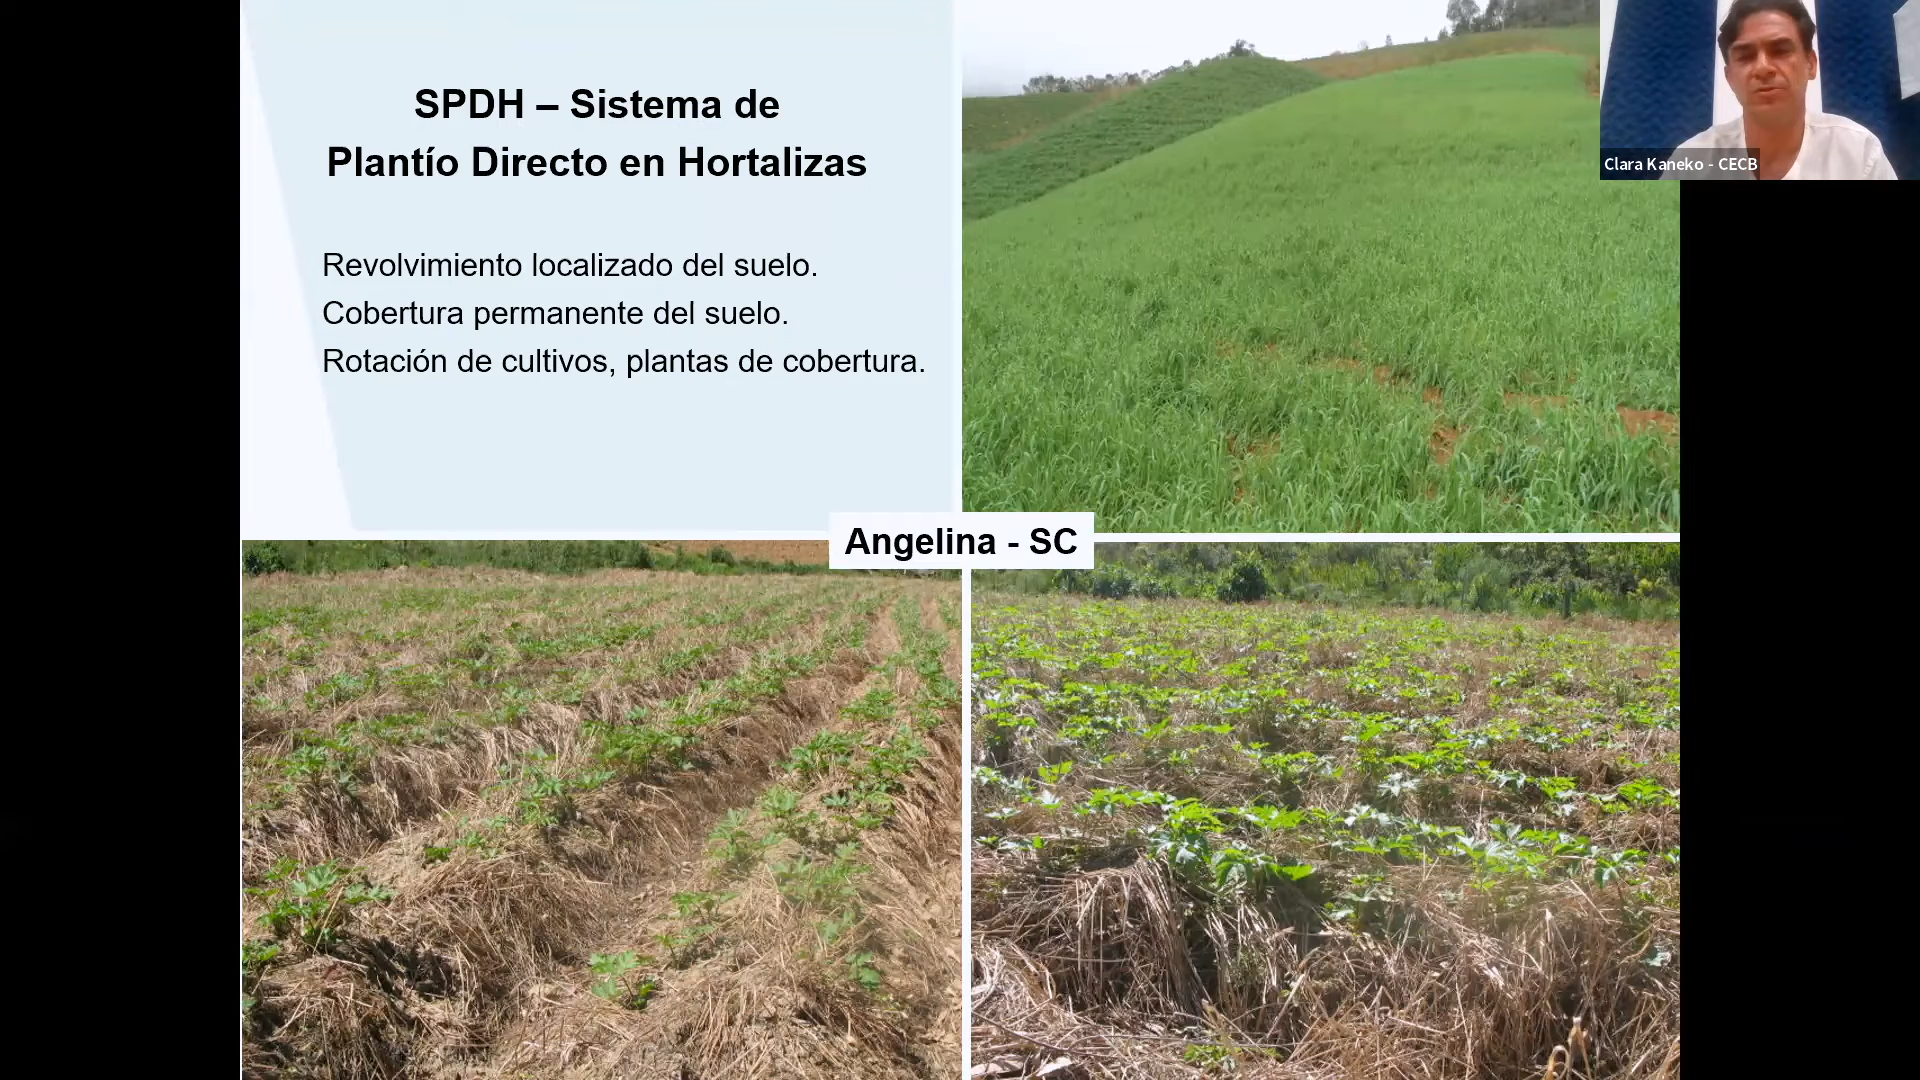 SPDH – Sistema de
Plantío Directo en Hortalizas
Revolvimiento localizado del suelo.
Cobertura permanente del suelo.
Rotación de cultivos, plantas de cobertura.
Angelina - SC
Clara Kaneko - CECB